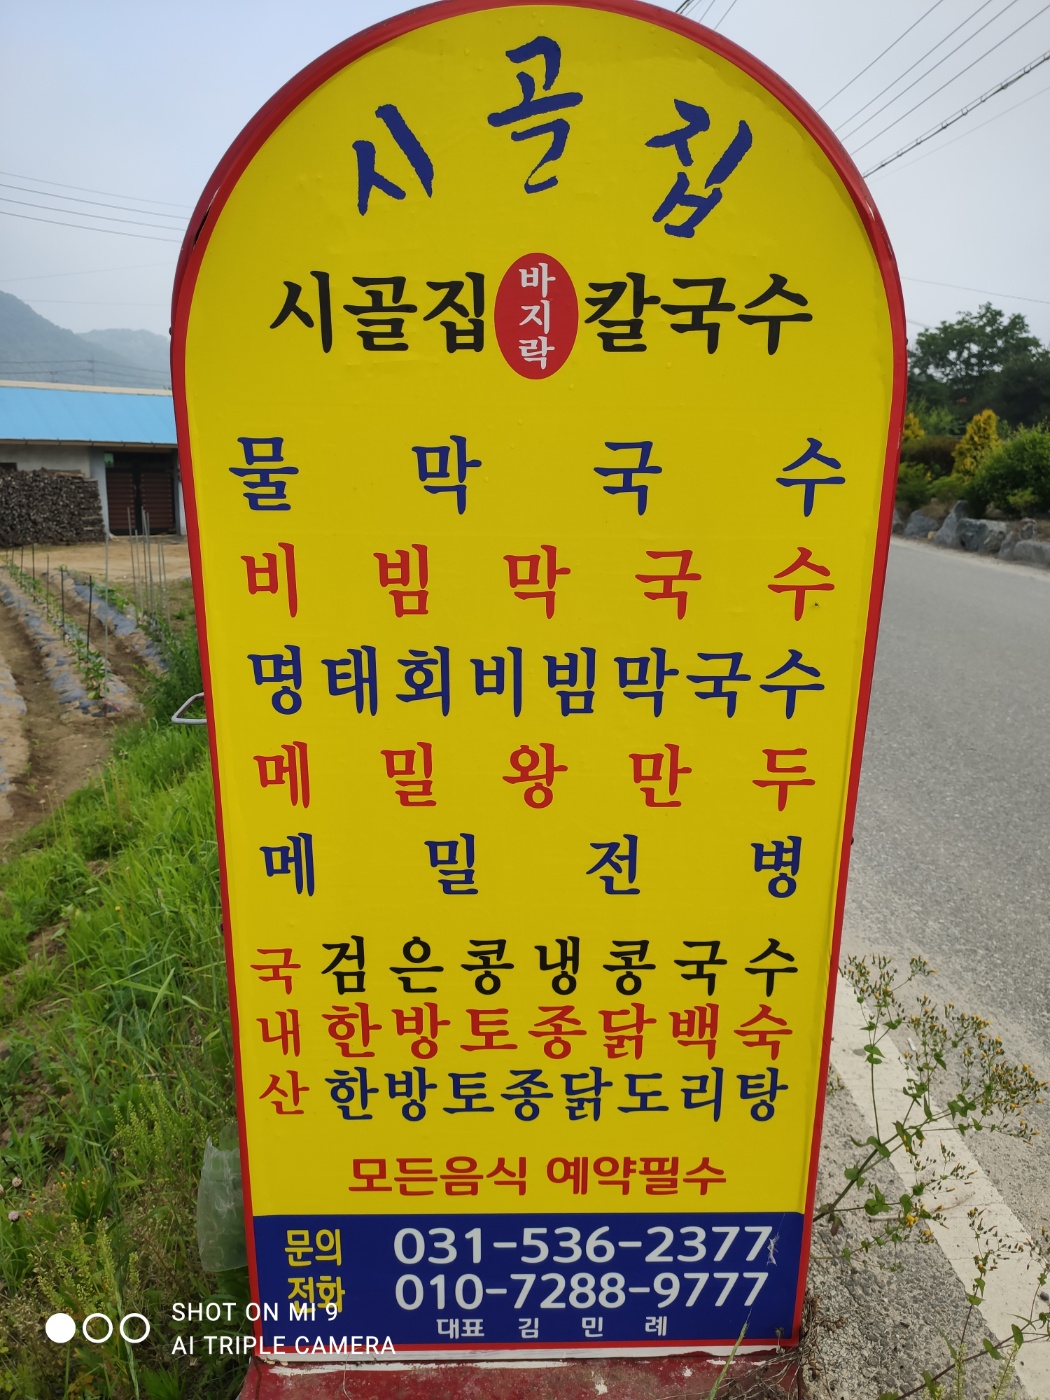 시골집
시골집 바지락 칼국수
물막국수
비빔막국수
명태회비빔막국수
메밀왕만두
메밀전병
국 검은콩냉콩국수
내 한방토종닭백숙
산 한방토종닭도리탕
모든음식 예약필수
문의 031-536-2377
전화 010-7288-9777
대표 김 민 례
SHOT ON MI 9
AI TRIPLE CAMERA